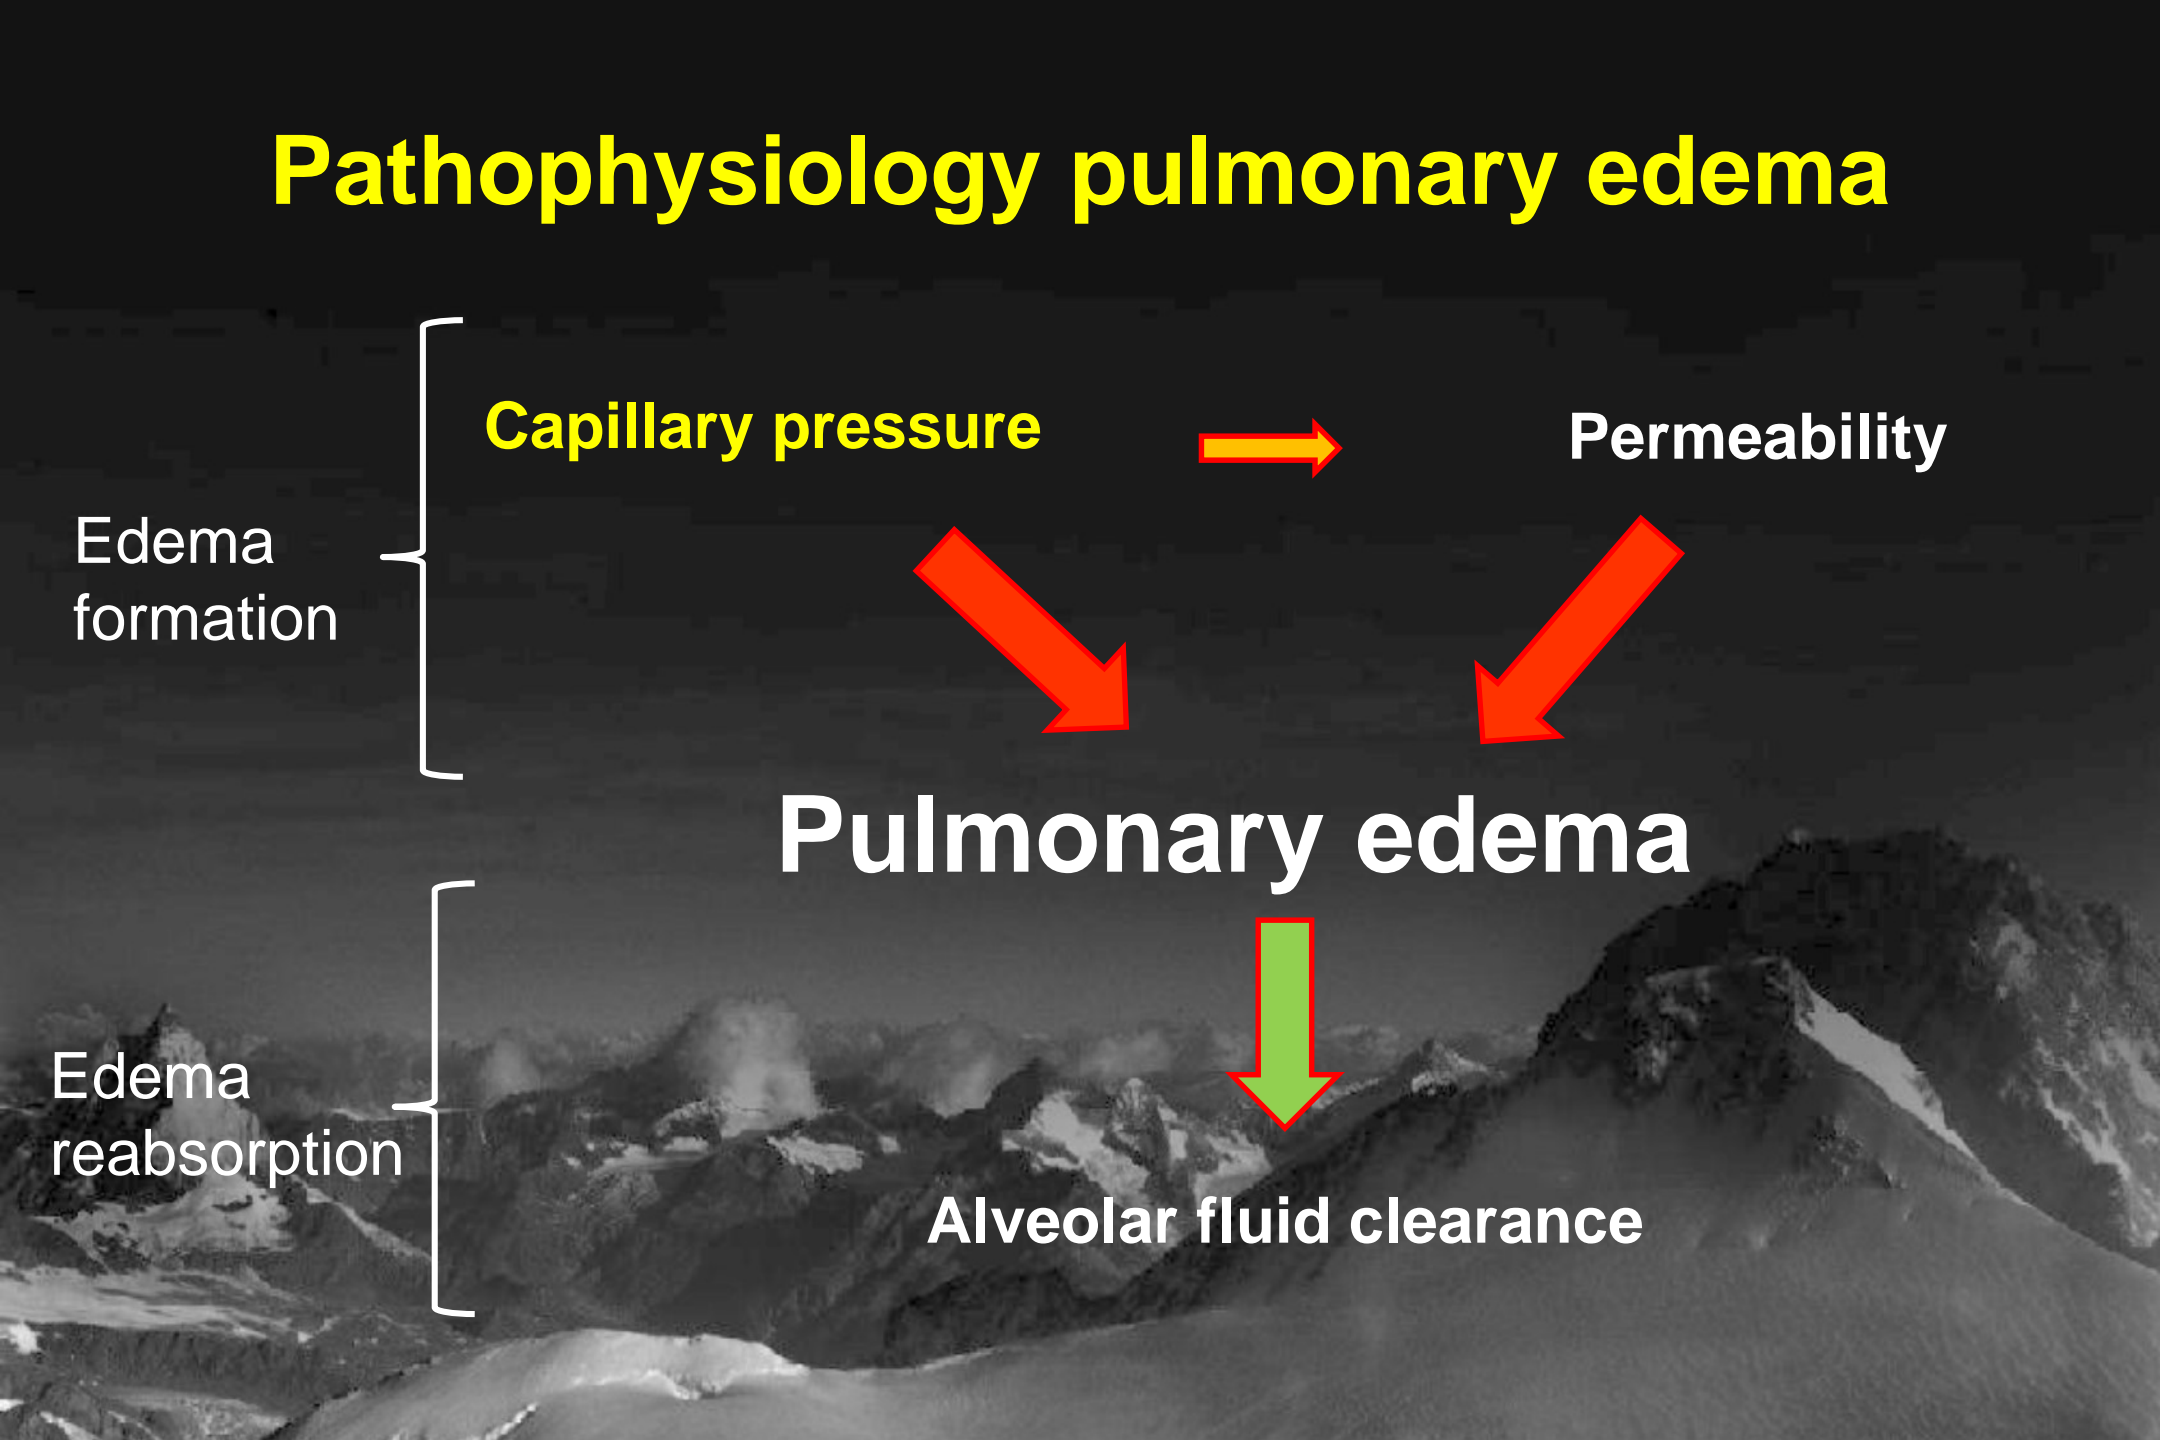 Pathophysiology pulmonary edema
Capillary pressure
Permeability
Edema
formation
Pulmonary edema
Edema
reabsorption
Alveolar fluid clearance